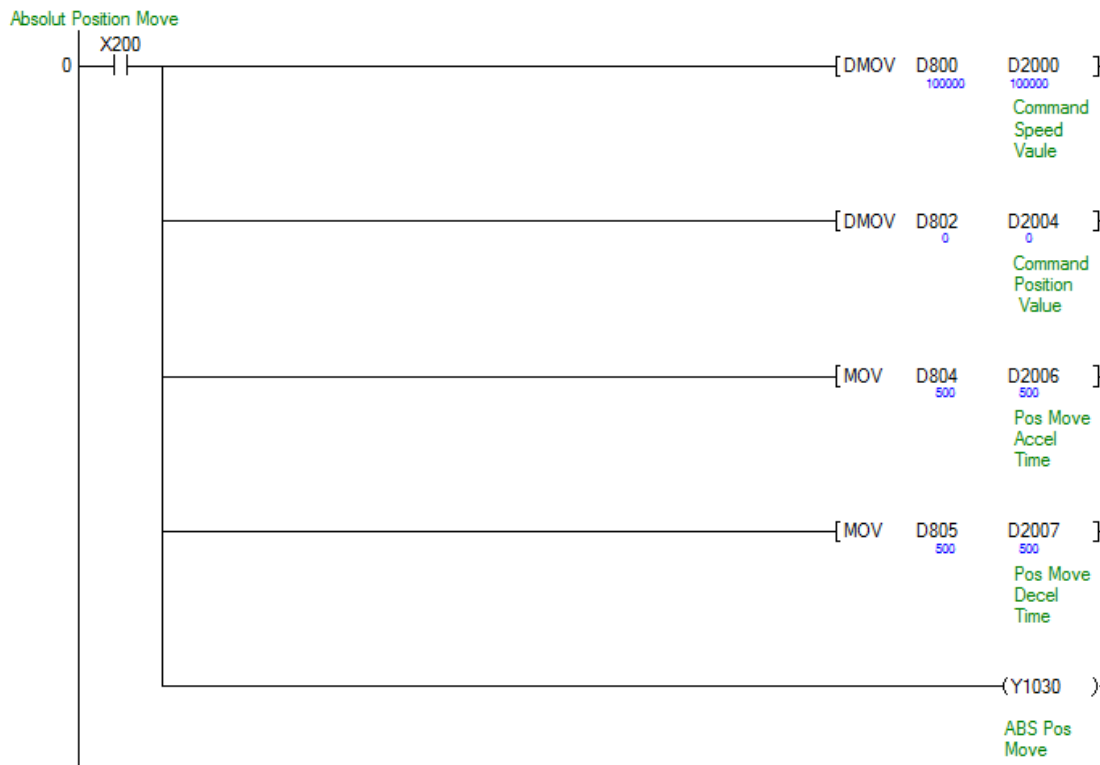 Absolut Position Move
X200
0
[DMOV D800 D2000 ]
100000 100000
Command
Speed
Vaule
[DMOV D802 D2004 ]
0 0
Command
Position
Value
[MOV D804 D2006 ]
500 500
Pos Move
Accel
Time
[MOV D805 D2007 ]
500 500
Pos Move
Decel
Time
(Y1030 )
ABS Pos
Move